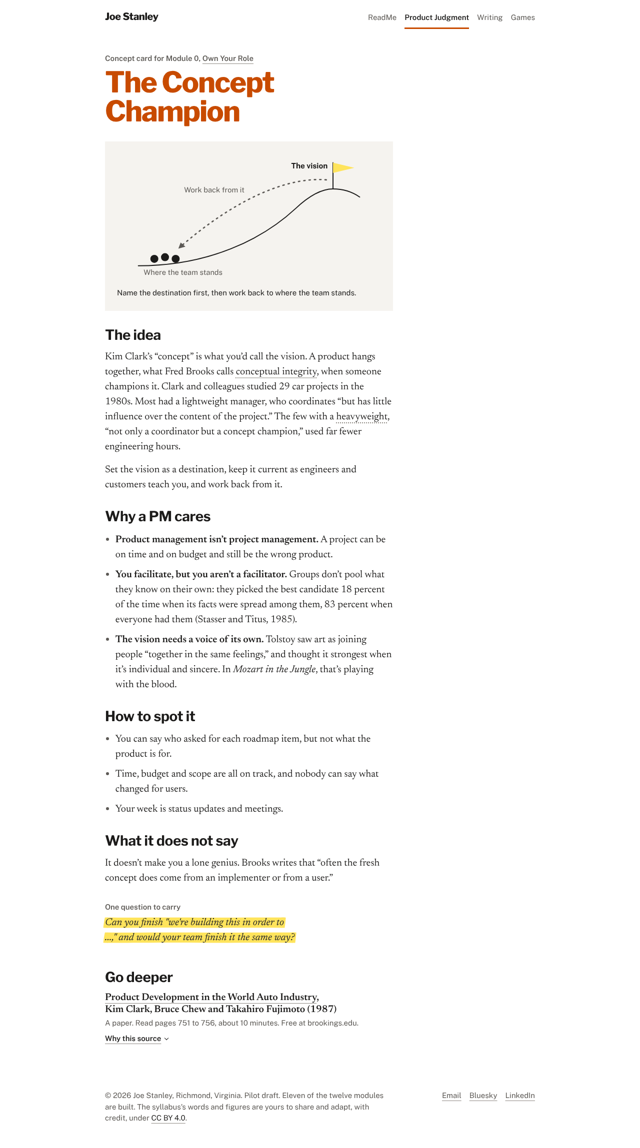 Joe Stanley
ReadMe Product Judgment Writing Games
Concept card for Module 0, Own Your Role
The Concept
Champion
The vision
Work back from it
Where the team stands
Name the destination first, then work back to where the team stands.
The idea
Kim Clark's “concept” is what you'd call the vision. A product hangs
together, what Fred Brooks calls conceptual integrity, when someone
champions it. Clark and colleagues studied 29 car projects in the
1980s. Most had a lightweight manager, who coordinates “but has little
influence over the content of the project.” The few with a heavyweight,
“not only a coordinator but a concept champion,” used far fewer
engineering hours.
Set the vision as a destination, keep it current as engineers and
customers teach you, and work back from it.
Why a PM cares
• Product management isn't project management. A project can be
on time and on budget and still be the wrong product.
• You facilitate, but you aren't a facilitator. Groups don't pool what
they know on their own: they picked the best candidate 18 percent
of the time when its facts were spread among them, 83 percent when
everyone had them (Stasser and Titus, 1985).
• The vision needs a voice of its own. Tolstoy saw art as joining
people “together in the same feelings,” and thought it strongest when
it's individual and sincere. In Mozart in the Jungle, that's playing
with the blood.
How to spot it
• You can say who asked for each roadmap item, but not what the
product is for.
• Time, budget and scope are all on track, and nobody can say what
changed for users.
• Your week is status updates and meetings.
What it does not say
It doesn't make you a lone genius. Brooks writes that “often the fresh
concept does come from an implementer or from a user.”
One question to carry
Can you finish "we're building this in order to
...," and would your team finish it the same way?
Go deeper
Product Development in the World Auto Industry,
Kim Clark, Bruce Chew and Takahiro Fujimoto (1987)
A paper. Read pages 751 to 756, about 10 minutes. Free at brookings.edu.
Why this source
© 2026 Joe Stanley, Richmond, Virginia. Pilot draft. Eleven of the twelve modules
are built. The syllabus's words and figures are yours to share and adapt, with
credit, under CC BY 4.0.
Email Bluesky LinkedIn